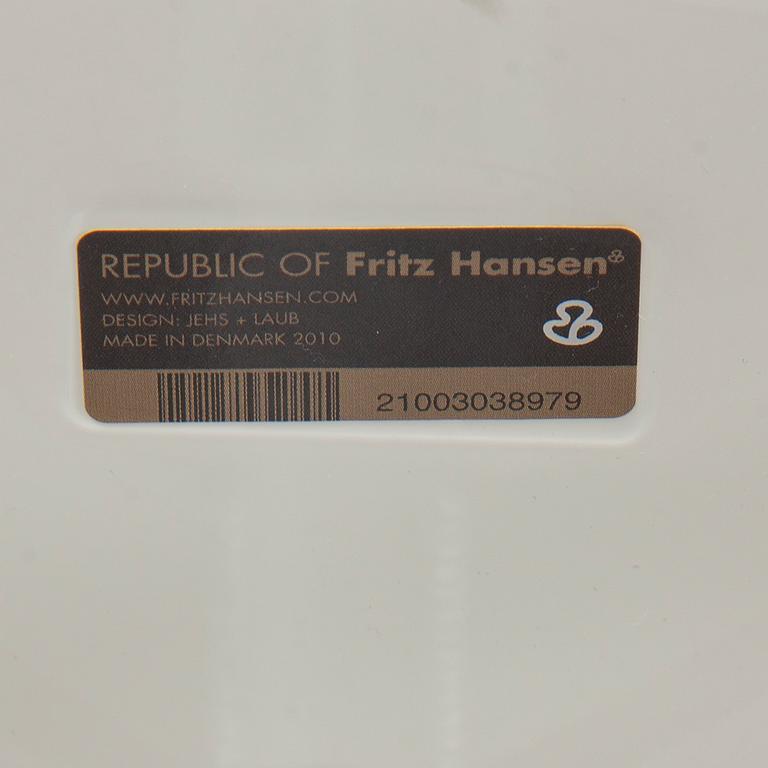 REPUBLIC OF Fritz Hansen
WWW.FRITZHANSEN.COM
DESIGN: JEHS + LAUB
MADE IN DENMARK 2010
21003038979